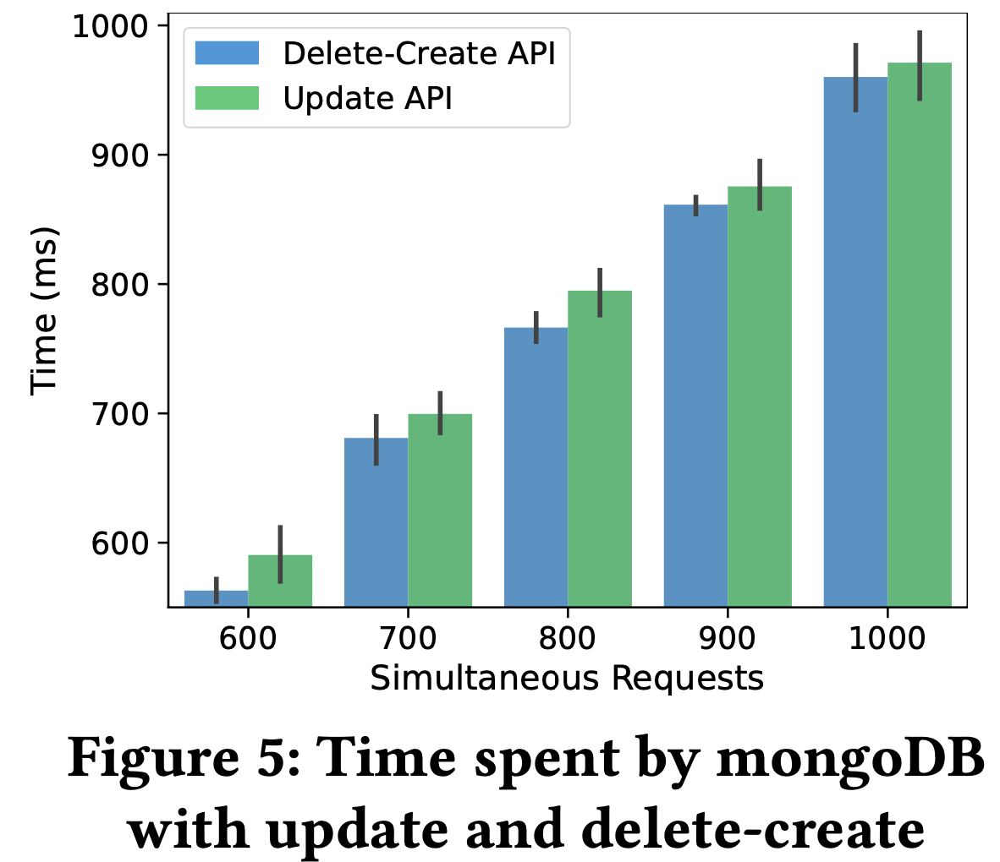 1000
900
800
700
600
Time (ms)
Delete-Create API
Update API
600 700 800 900 1000
Simultaneous Requests
Figure 5: Time spent by mongoDB
with update and delete-create